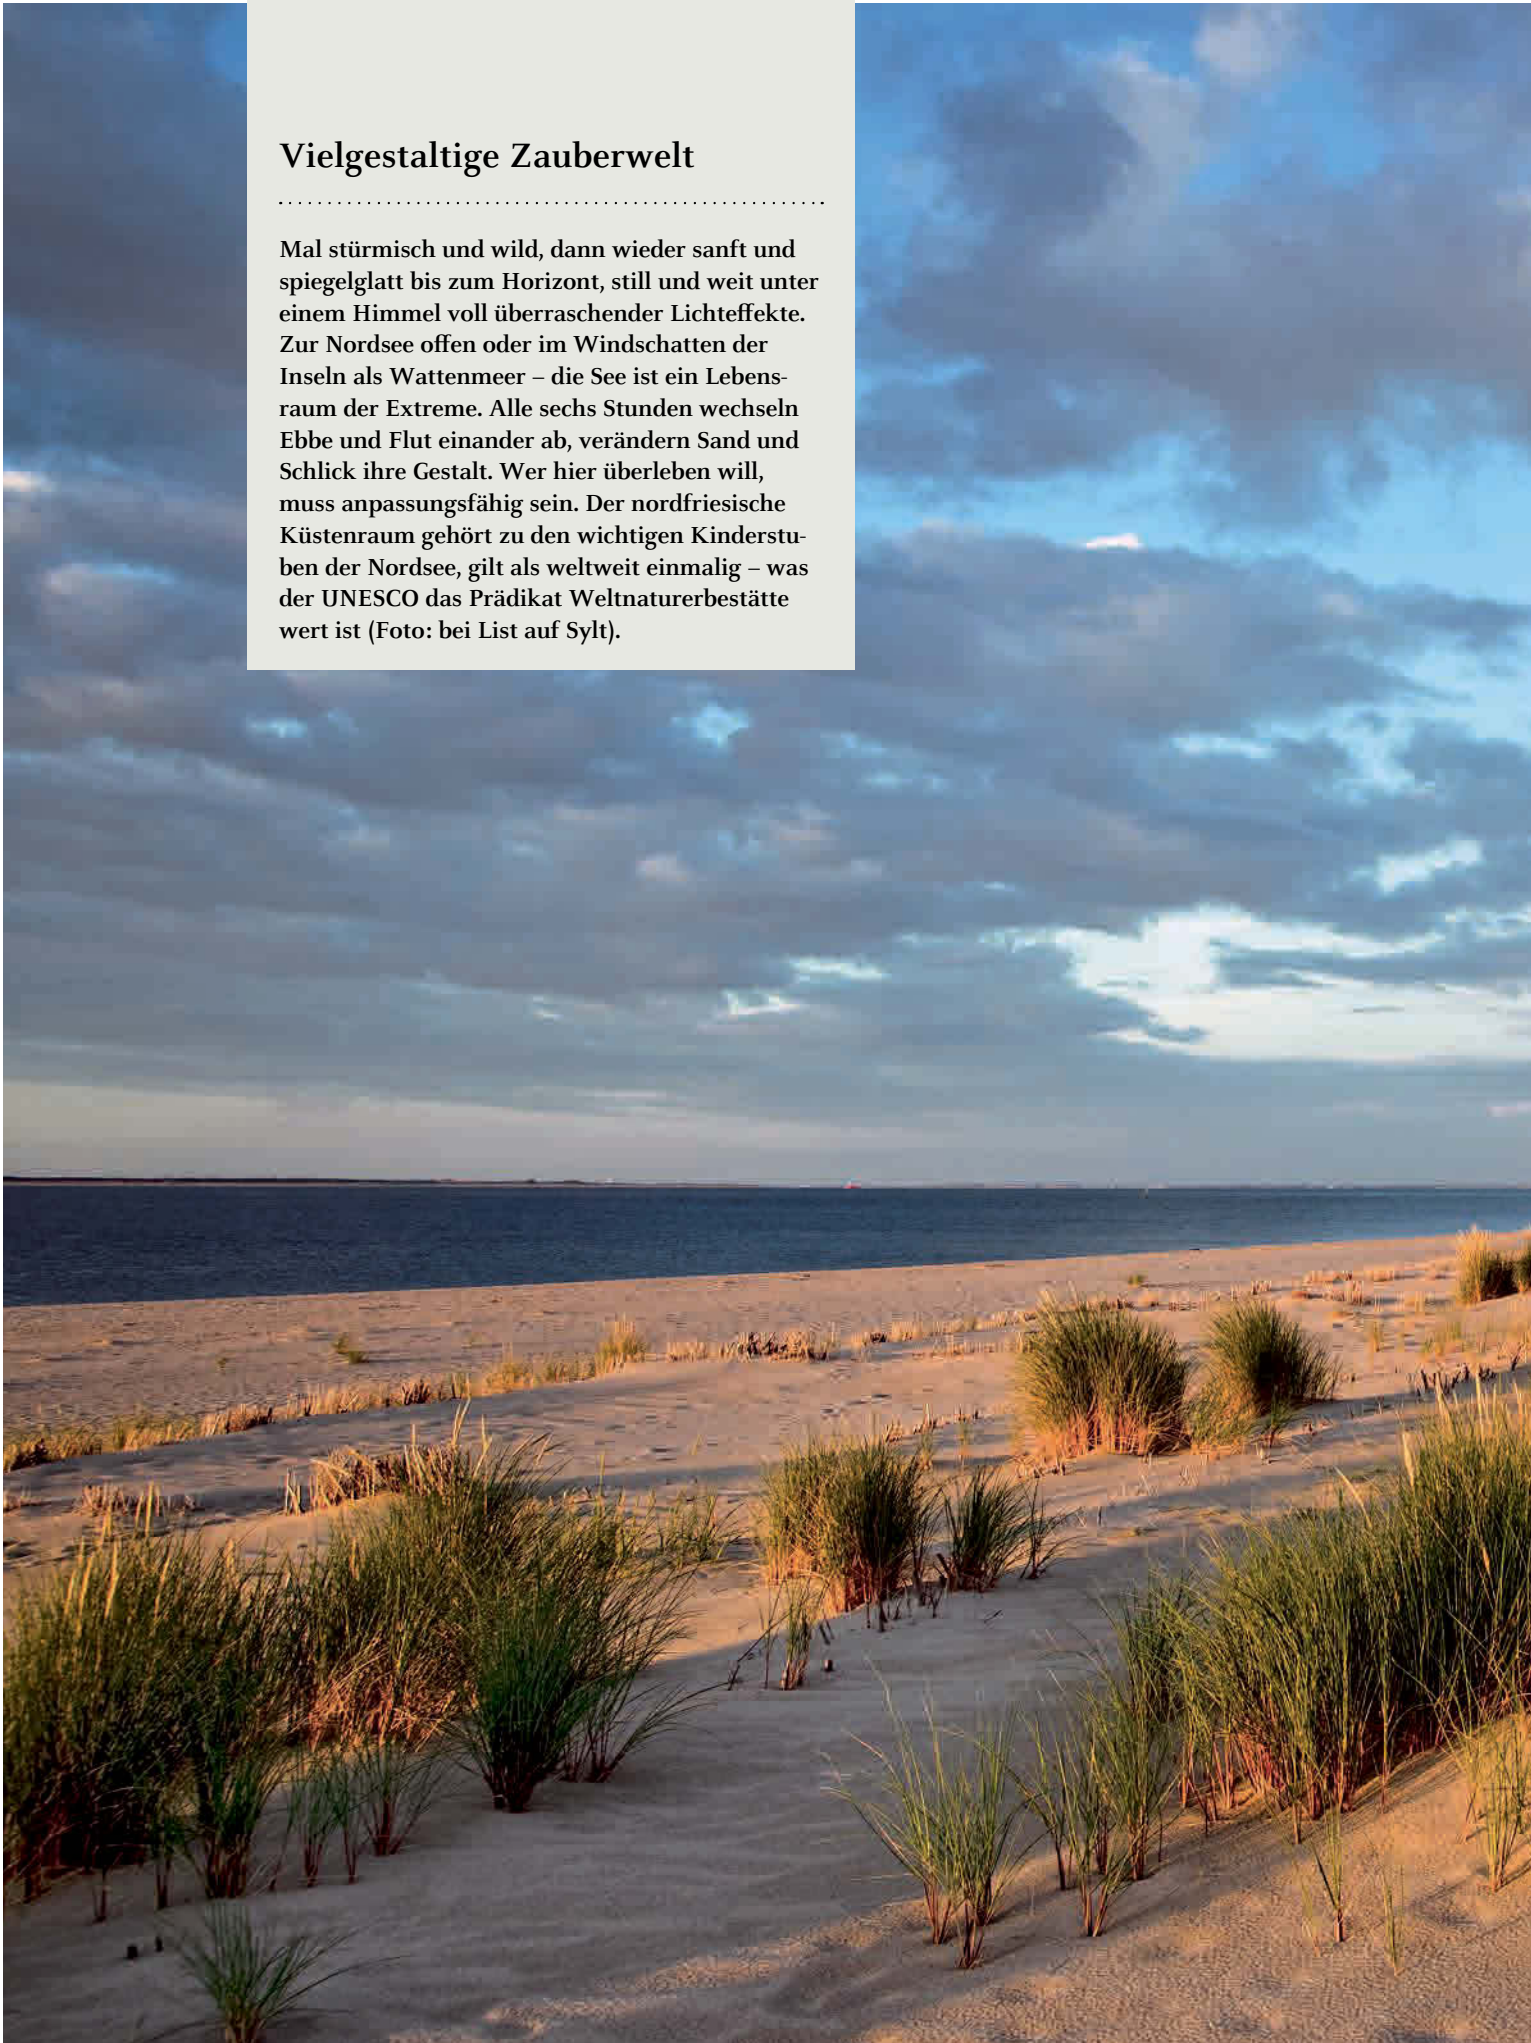 Vielgestaltige Zauberwelt
Mal stürmisch und wild, dann wieder sanft und
spiegelglatt bis zum Horizont, still und weit unter
einem Himmel voll überraschender Lichteffekte.
Zur Nordsee offen oder im Windschatten der
Inseln als Wattenmeer – die See ist ein Lebens-
raum der Extreme. Alle sechs Stunden wechseln
Ebbe und Flut einander ab, verändern Sand und
Schlick ihre Gestalt. Wer hier überleben will,
muss anpassungsfähig sein. Der nordfriesische
Küstenraum gehört zu den wichtigen Kinderstu-
ben der Nordsee, gilt als weltweit einmalig – was
der UNESCO das Prädikat Weltnaturerbestätte
wert ist (Foto: bei List auf Sylt).